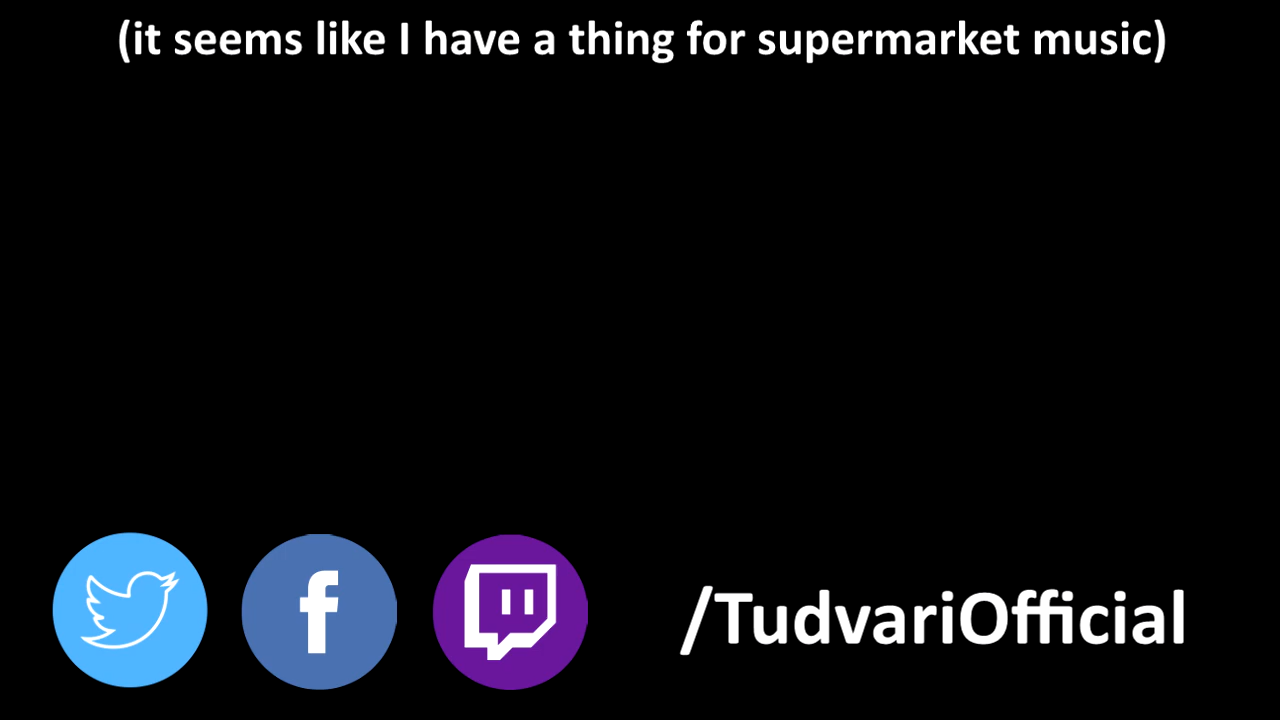 (it seems like I have a thing for supermarket music)
f
/TudvariOfficial